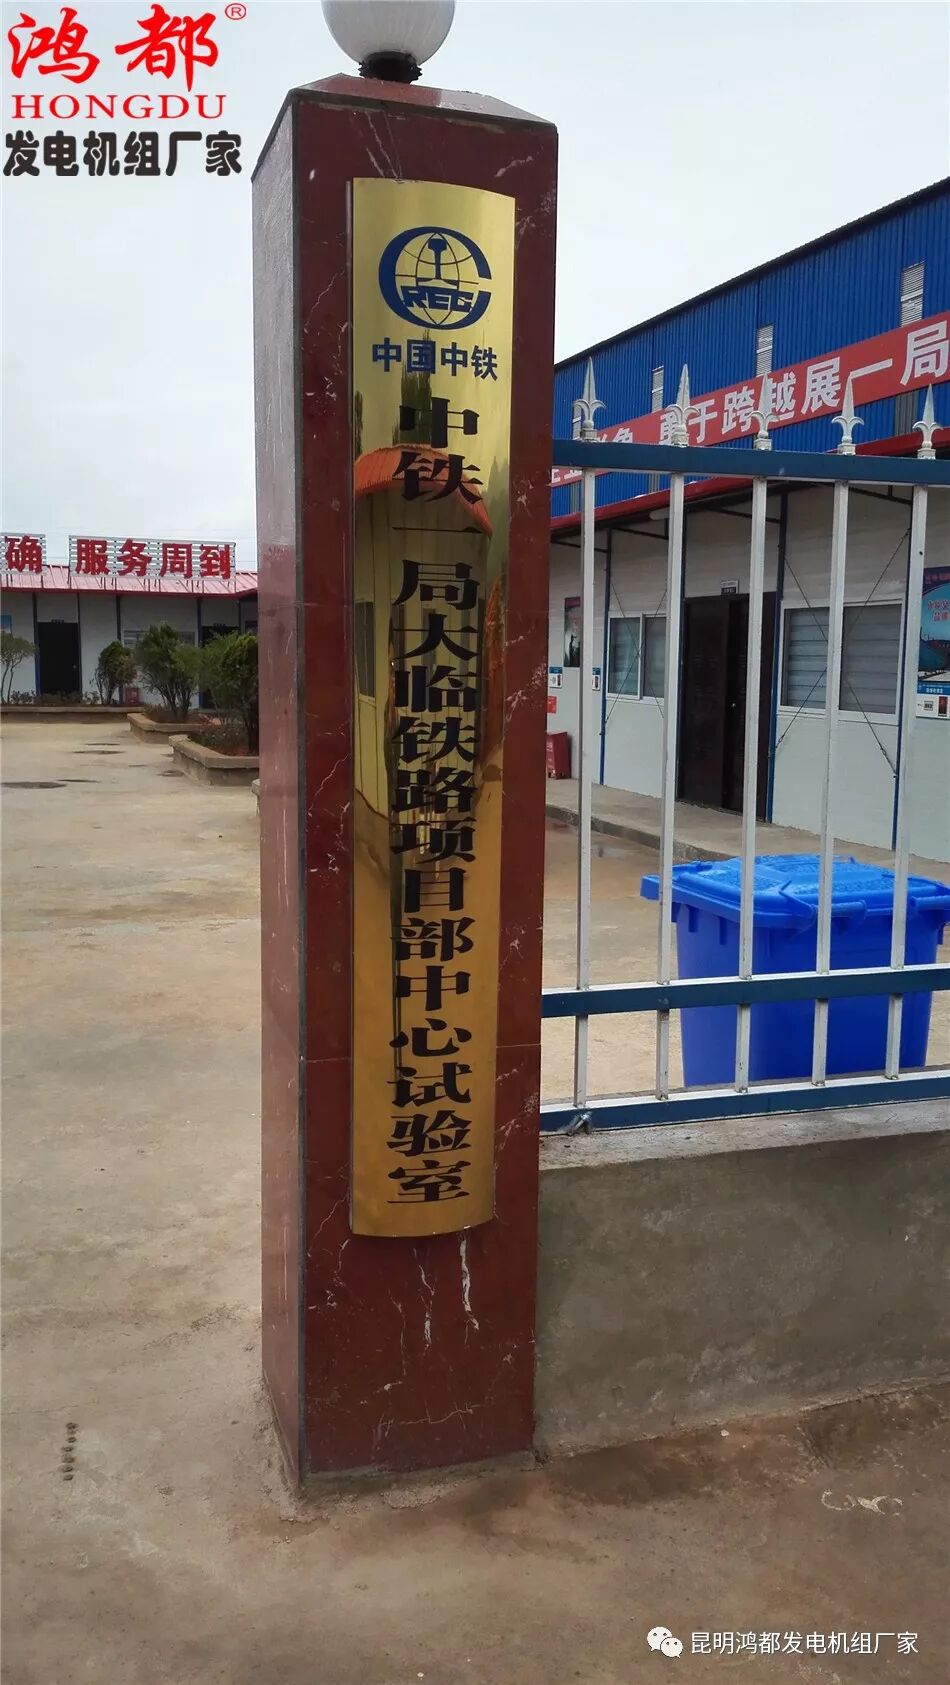 鸿都®
HONGDU
发电机组厂家
CREC
中国中铁
中铁一局大临铁路项目部中心试验室
勇于跨越展一局
确 服务周到
昆明鸿都发电机组厂家